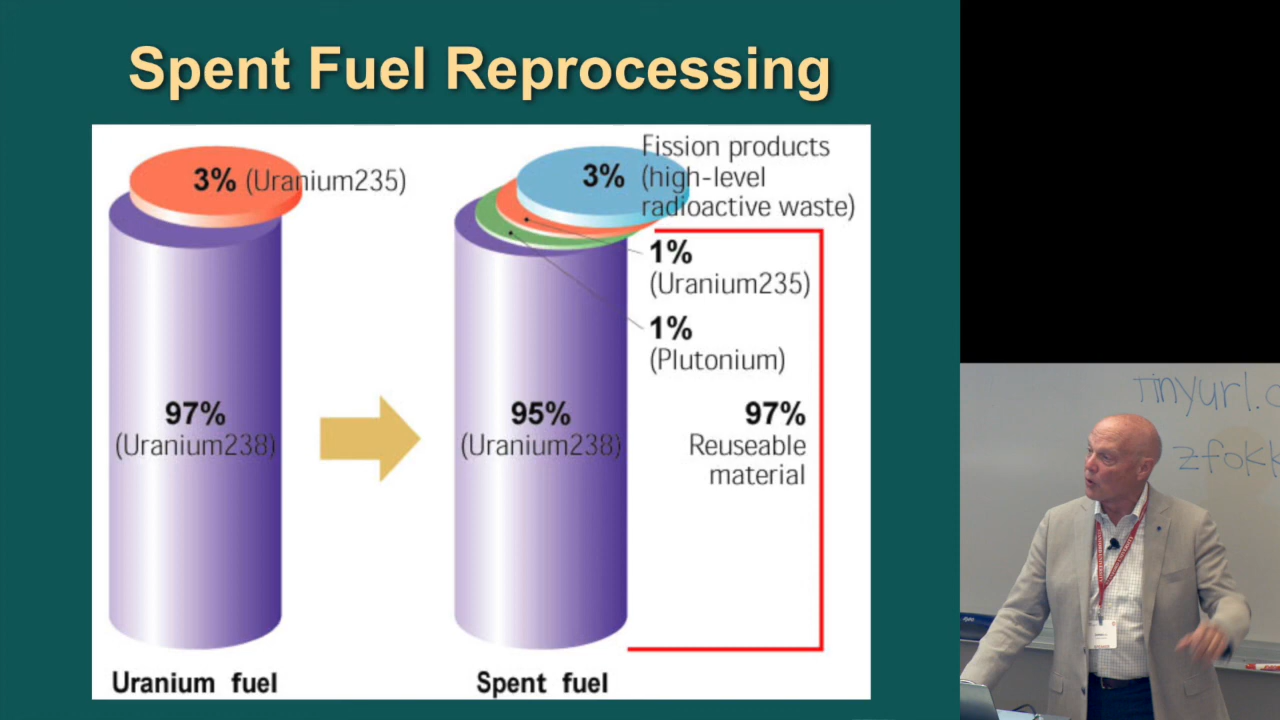 Spent Fuel Reprocessing
3% (Uranium235)
97%
(Uranium238)
Uranium fuel
3%
Fission products
(high-level
radioactive waste)
1%
(Uranium235)
1%
(Plutonium)
95%
(Uranium238)
97%
Reuseable
material
Spent fuel
Tinyurl.c
zfokk